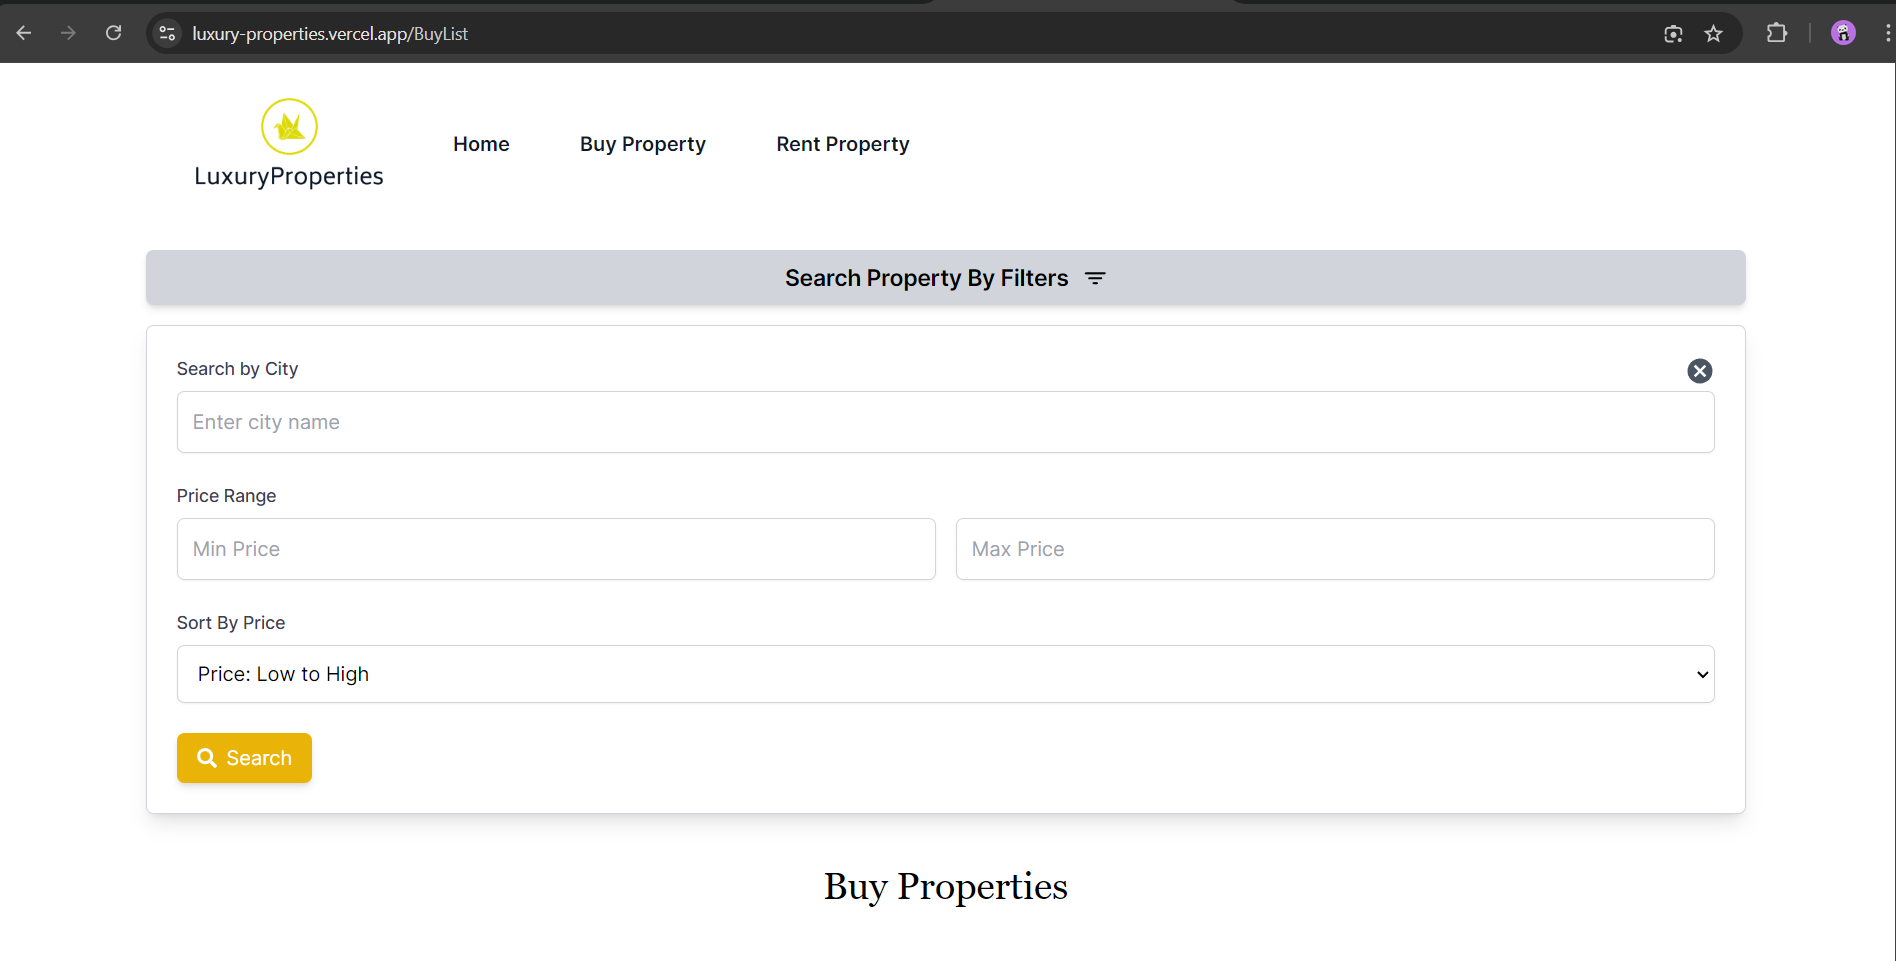 luxury-properties.vercel.app/BuyList
LuxuryProperties
Home
Buy Property
Rent Property
Search Property By Filters
Search by City
Enter city name
Price Range
Min Price
Max Price
Sort By Price
Price: Low to High
Search
Buy Properties